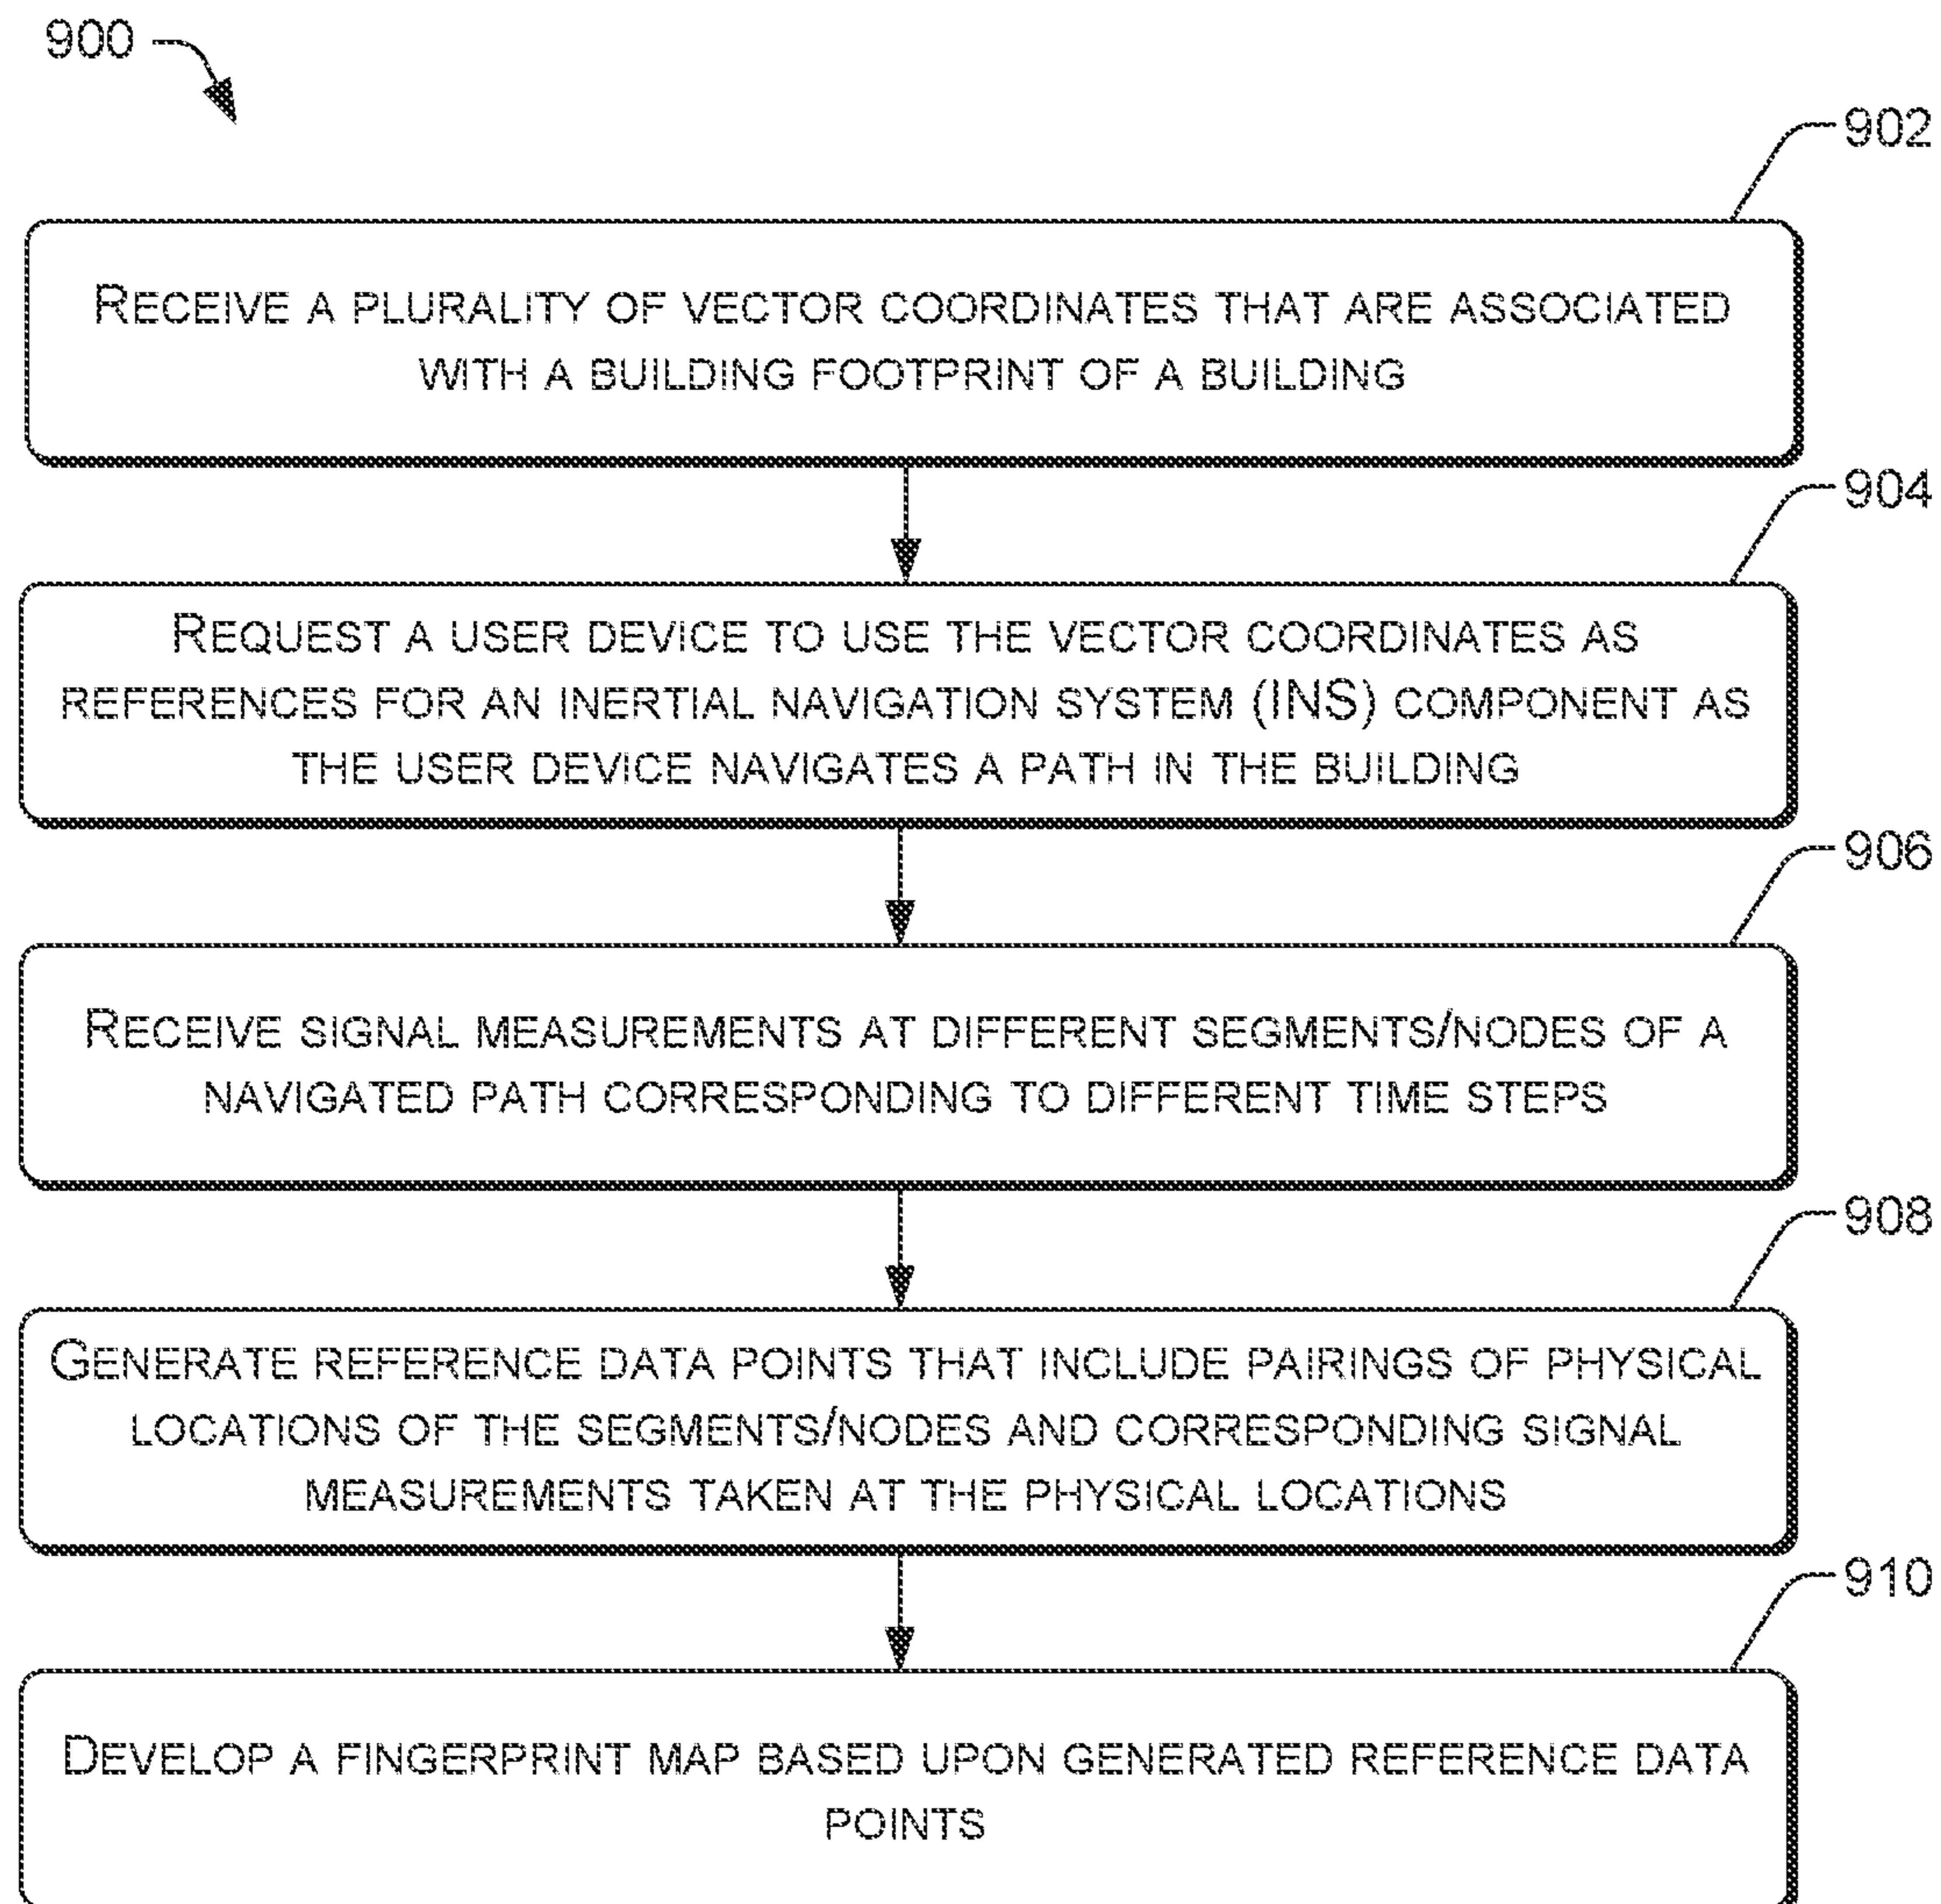 900
902
RECEIVE A PLURALITY OF VECTOR COORDINATES THAT ARE ASSOCIATED
WITH A BUILDING FOOTPRINT OF A BUILDING
904
REQUEST A USER DEVICE TO USE THE VECTOR COORDINATES AS
REFERENCES FOR AN INERTIAL NAVIGATION SYSTEM (INS) COMPONENT AS
THE USER DEVICE NAVIGATES A PATH IN THE BUILDING
906
RECEIVE SIGNAL MEASUREMENTS AT DIFFERENT SEGMENTS/NODES OF A
NAVIGATED PATH CORRESPONDING TO DIFFERENT TIME STEPS
908
GENERATE REFERENCE DATA POINTS THAT INCLUDE PAIRINGS OF PHYSICAL
LOCATIONS OF THE SEGMENTS/NODES AND CORRESPONDING SIGNAL
MEASUREMENTS TAKEN AT THE PHYSICAL LOCATIONS
910
DEVELOP A FINGERPRINT MAP BASED UPON GENERATED REFERENCE DATA
POINTS